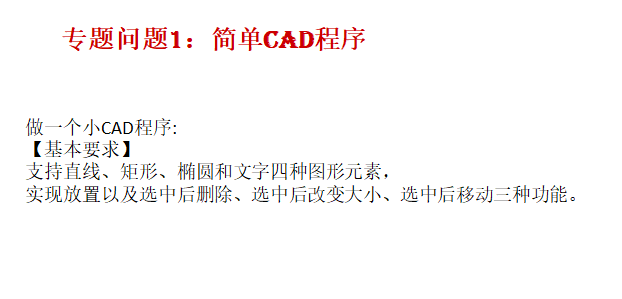 专题问题1：简单CAD程序
做一个小CAD程序:
【基本要求】
支持直线、矩形、椭圆和文字四种图形元素，
实现放置以及选中后删除、选中后改变大小、选中后移动三种功能。